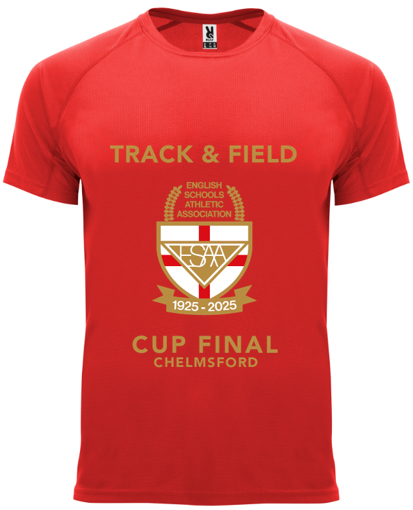 TRACK & FIELD
ENGLISH
SCHOOLS
ATHLETIC
ASSOCIATION
ESAA
1925 - 2025
CUP FINAL
CHELMSFORD